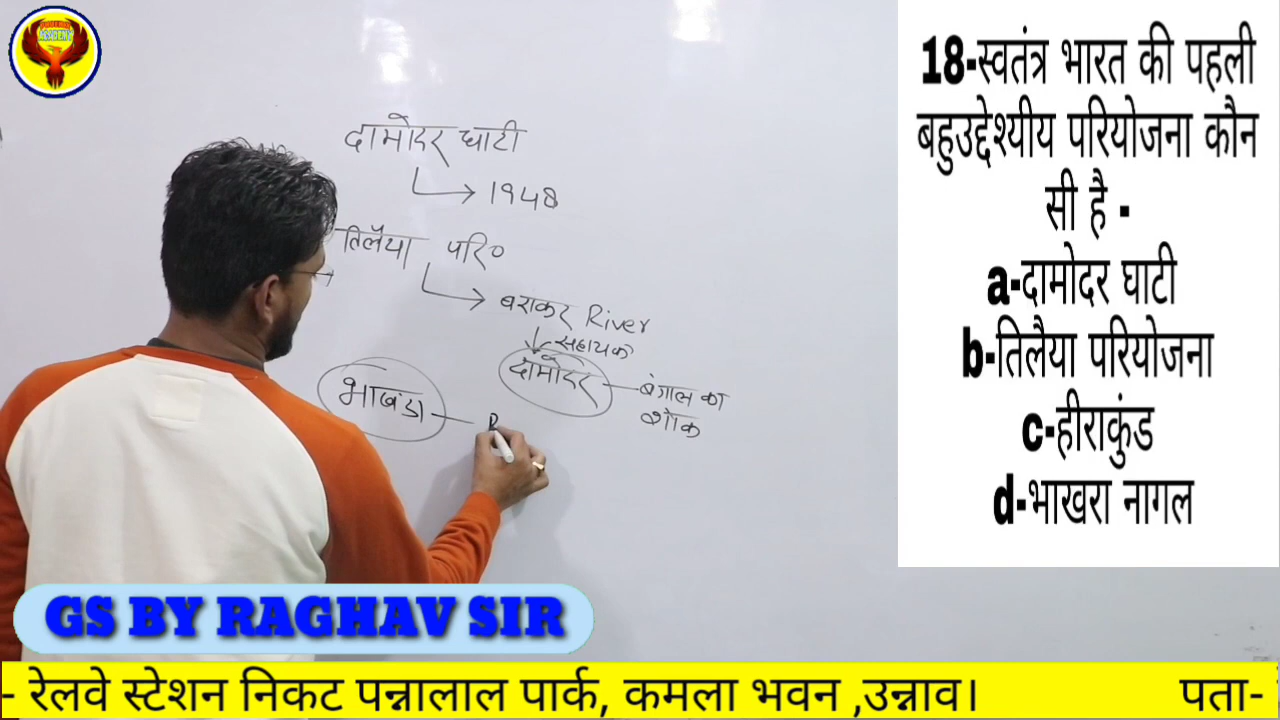 ACADEMY
दामोदर घाटी
1948
तिलैया परि०
बराकर River
सहायक
दामोदर
बंगाल का
शोक
भाखड़ा
R
18-स्वतंत्र भारत की पहली
बहुउद्देश्यीय परियोजना कौन
सी है -
a-दामोदर घाटी
b-तिलैया परियोजना
c-हीराकुंड
d-भाखरा नागल
GS BY RAGHAV SIR
- रेलवे स्टेशन निकट पन्नालाल पार्क, कमला भवन ,उन्नाव। पता-